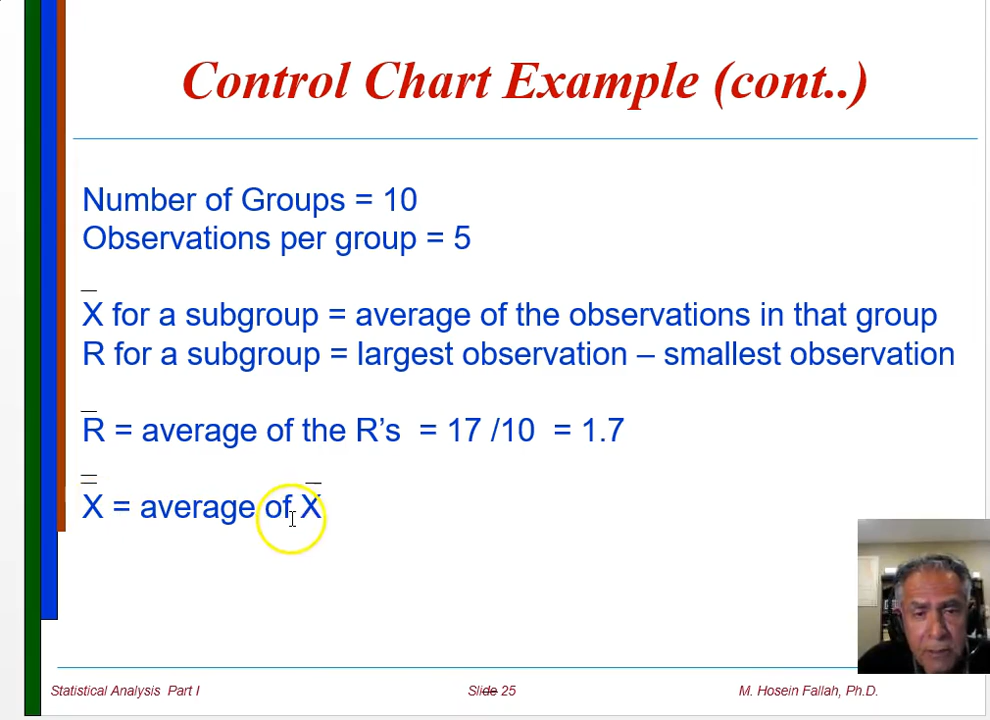 Control Chart Example (cont..)
Number of Groups = 10
Observations per group = 5
X̅ for a subgroup = average of the observations in that group
R for a subgroup = largest observation – smallest observation
R̅ = average of the R’s = 17 /10 = 1.7
X̿ = average of X̅
Statistical Analysis Part I
Slide 25
M. Hosein Fallah, Ph.D.